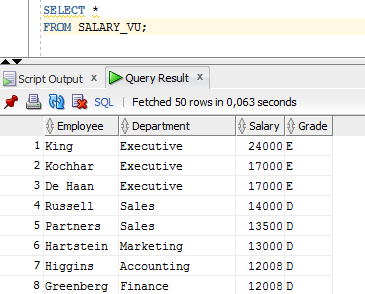 SELECT *
FROM SALARY_VU;
Script Output x Query Result x
SQL | Fetched 50 rows in 0,063 seconds
Employee Department Salary Grade
1 King Executive 24000 E
2 Kochhar Executive 17000 E
3 De Haan Executive 17000 E
4 Russell Sales 14000 D
5 Partners Sales 13500 D
6 Hartstein Marketing 13000 D
7 Higgins Accounting 12008 D
8 Greenberg Finance 12008 D